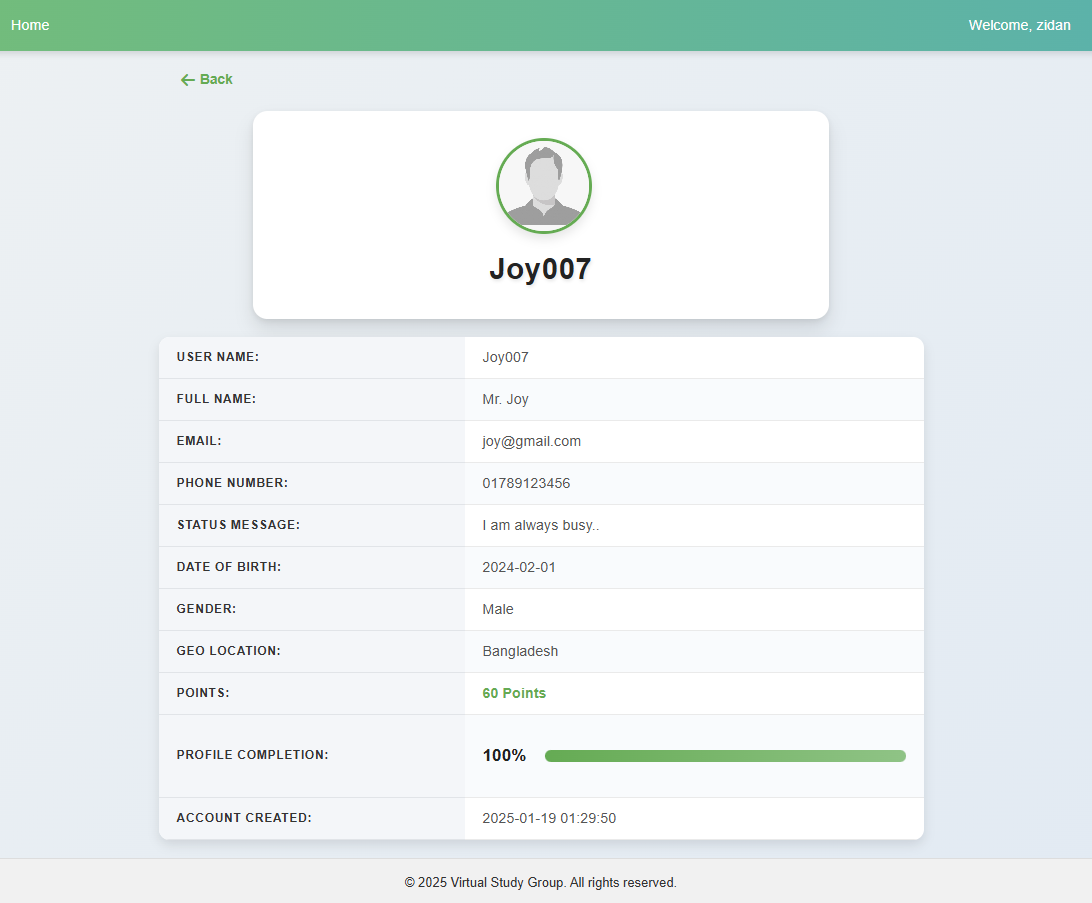 Home
Welcome, zidan
Back
Joy007
USER NAME: Joy007
FULL NAME: Mr. Joy
EMAIL: joy@gmail.com
PHONE NUMBER: 01789123456
STATUS MESSAGE: I am always busy..
DATE OF BIRTH: 2024-02-01
GENDER: Male
GEO LOCATION: Bangladesh
POINTS: 60 Points
PROFILE COMPLETION: 100%
ACCOUNT CREATED: 2025-01-19 01:29:50
© 2025 Virtual Study Group. All rights reserved.